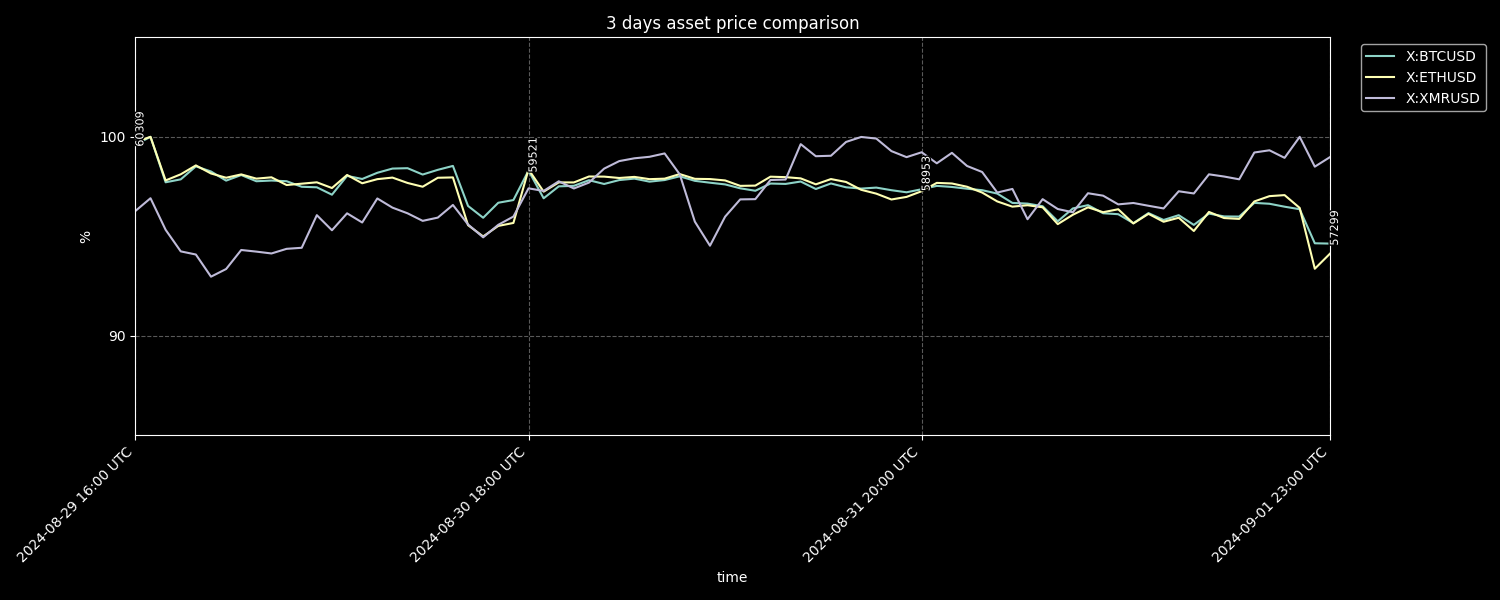 3 days asset price comparison
X:BTCUSD
X:ETHUSD
X:XMRUSD
60309
59521
58953
57299
100
90
%
2024-08-29 16:00 UTC
2024-08-30 18:00 UTC
2024-08-31 20:00 UTC
2024-09-01 23:00 UTC
time